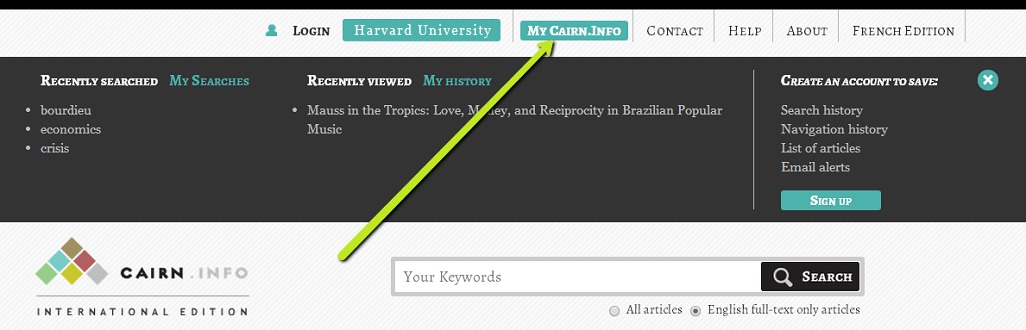 Login Harvard University My Cairn.Info Contact Help About French Edition
Recently searched My Searches
bourdieu
economics
crisis
Recently viewed My history
Mauss in the Tropics: Love, Money, and Reciprocity in Brazilian Popular
Music
Create an account to save:
Search history
Navigation history
List of articles
Email alerts
Sign up
CAIRN.INFO
INTERNATIONAL EDITION
Your Keywords Search
All articles English full-text only articles